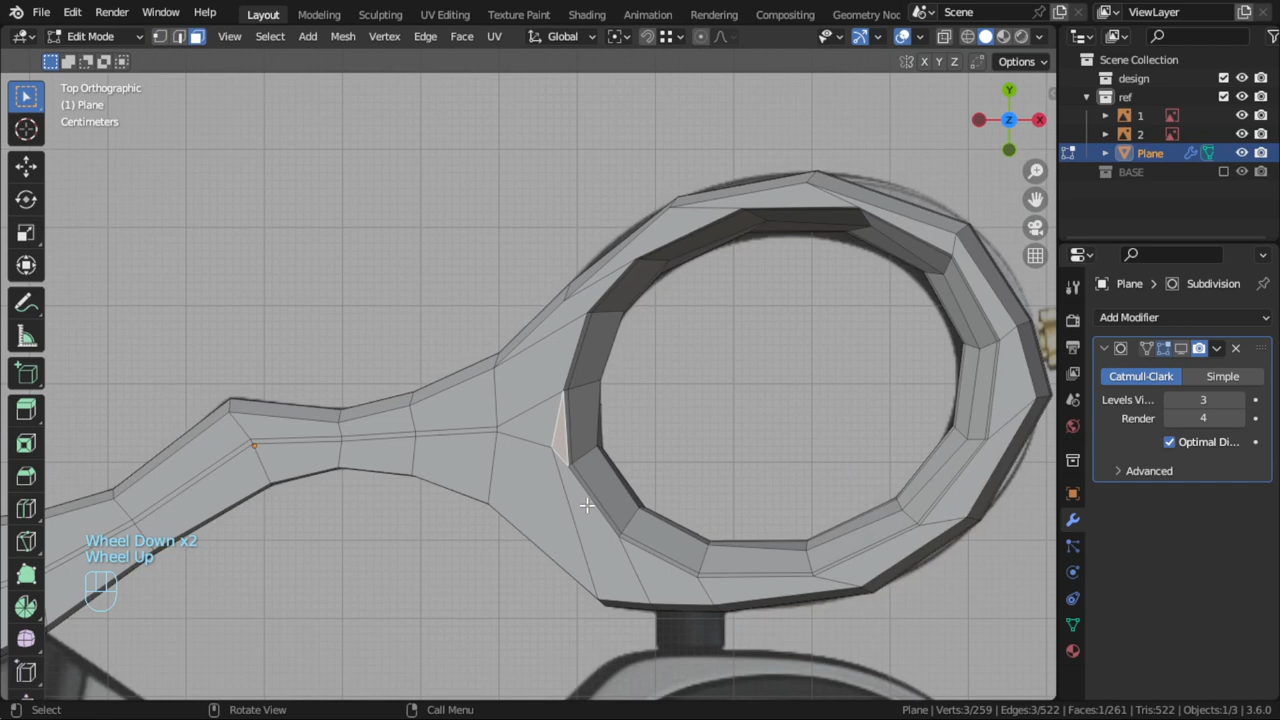 File Edit Render Window Help Layout Modeling Sculpting UV Editing Texture Paint Shading Animation Rendering Compositing Geometry Noc Scene ViewLayer
Edit Mode View Select Add Mesh Vertex Edge Face UV Global
X Y Z Options
Top Orthographic
(1) Plane
Centimeters
Y
Z X
Scene Collection
design
ref
1
2
Plane
BASE
Plane > Subdivision
Add Modifier
Catmull-Clark Simple
Levels Vi... 3
Render 4
Optimal Di...
Advanced
Wheel Down x2
Wheel Up
Select Rotate View Call Menu Plane | Verts:3/259 | Edges:3/522 | Faces:1/261 | Tris:522 | Objects:1/3 | 3.6.0